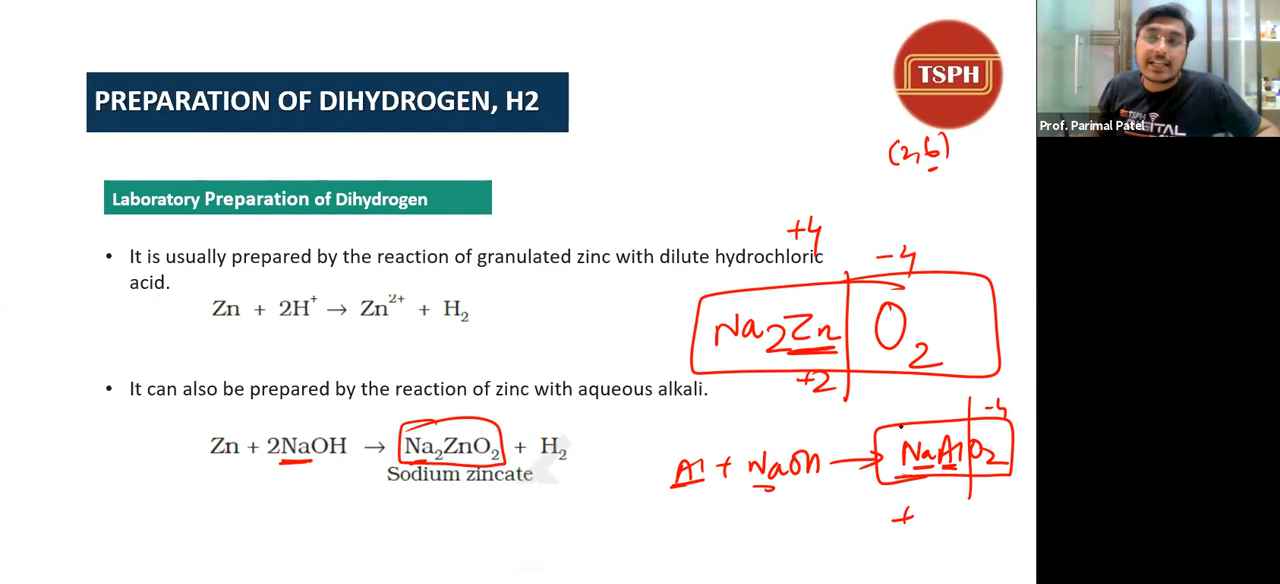 TSPH
PREPARATION OF DIHYDROGEN, H2
Prof. Parimal Patel
(2,6)
Laboratory Preparation of Dihydrogen
+4
-4
• It is usually prepared by the reaction of granulated zinc with dilute hydrochloric
acid.
Zn + 2H⁺ → Zn²⁺ + H₂
Na₂Zn O₂
+2
• It can also be prepared by the reaction of zinc with aqueous alkali.
-4
Zn + 2NaOH → Na₂ZnO₂ + H₂
Sodium zincate
Al + NaOH → NaAlO₂
+